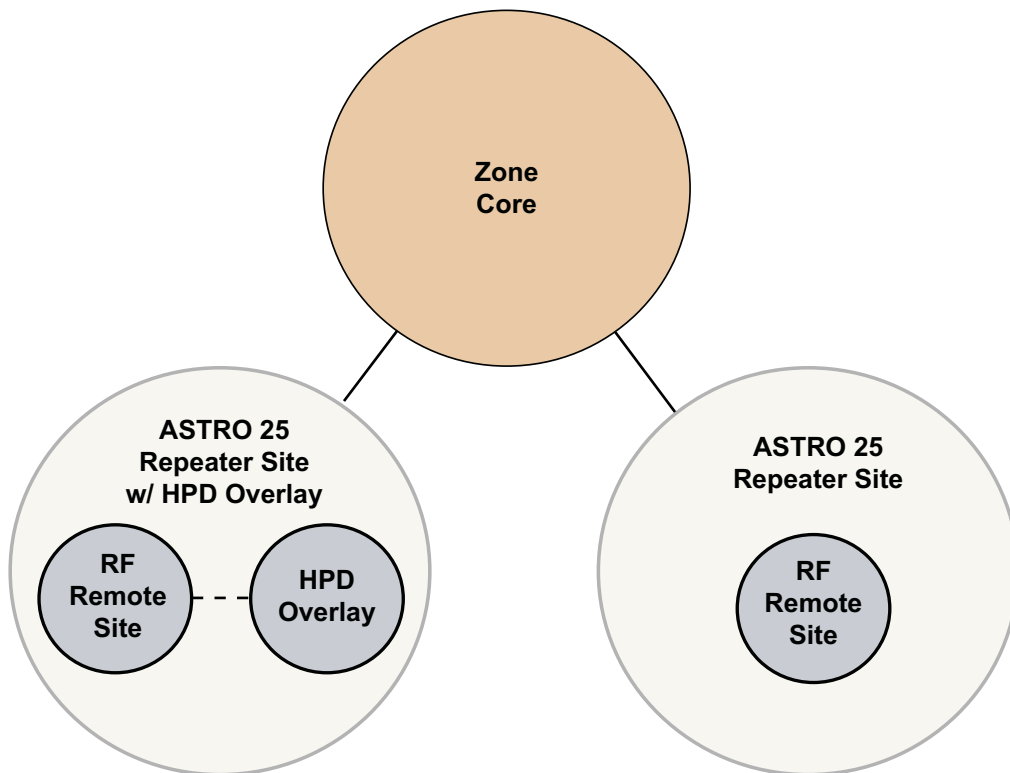 Zone
Core
ASTRO 25
Repeater Site
w/ HPD Overlay
RF
Remote
Site
HPD
Overlay
ASTRO 25
Repeater Site
RF
Remote
Site